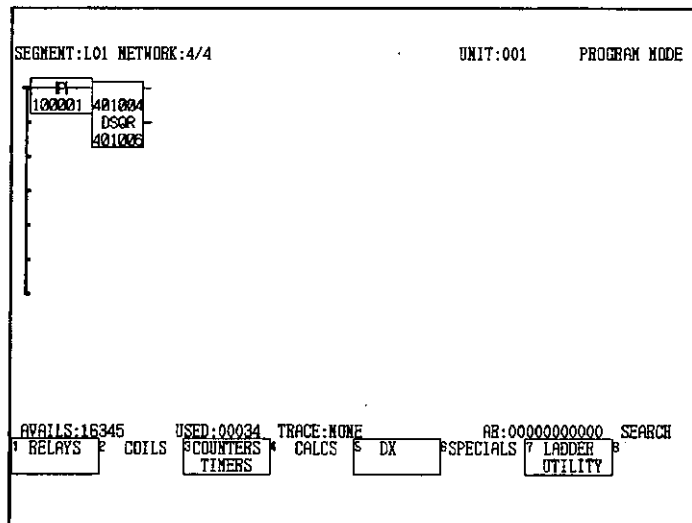 SEGMENT:L01 NETWORK:4/4 UNIT:001 PROGRAM MODE
100001 401004
DSQR
401006
AVAILS:16345 USED:00034 TRACE:NONE AR:00000000000 SEARCH
1 RELAYS 2 COILS 3 COUNTERS 4 CALCS 5 DX 6 SPECIALS 7 LADDER 8
TIMERS UTILITY